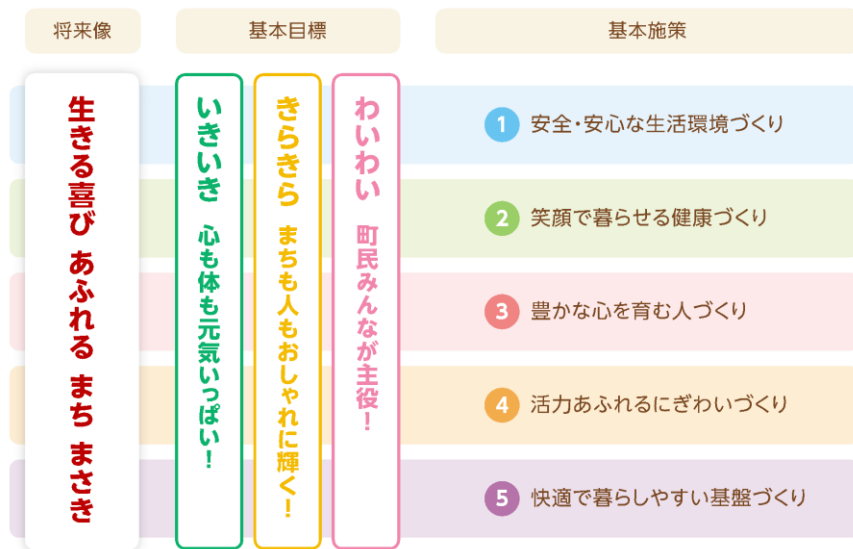 将来像
基本目標
基本施策
生きる喜び あふれる まち まさき
いきいき 心も体も元気いっぱい！
きらきら まちも人もおしゃれに輝く！
わいわい 町民みんなが主役！
1 安全・安心な生活環境づくり
2 笑顔で暮らせる健康づくり
3 豊かな心を育む人づくり
4 活力あふれるにぎわいづくり
5 快適で暮らしやすい基盤づくり